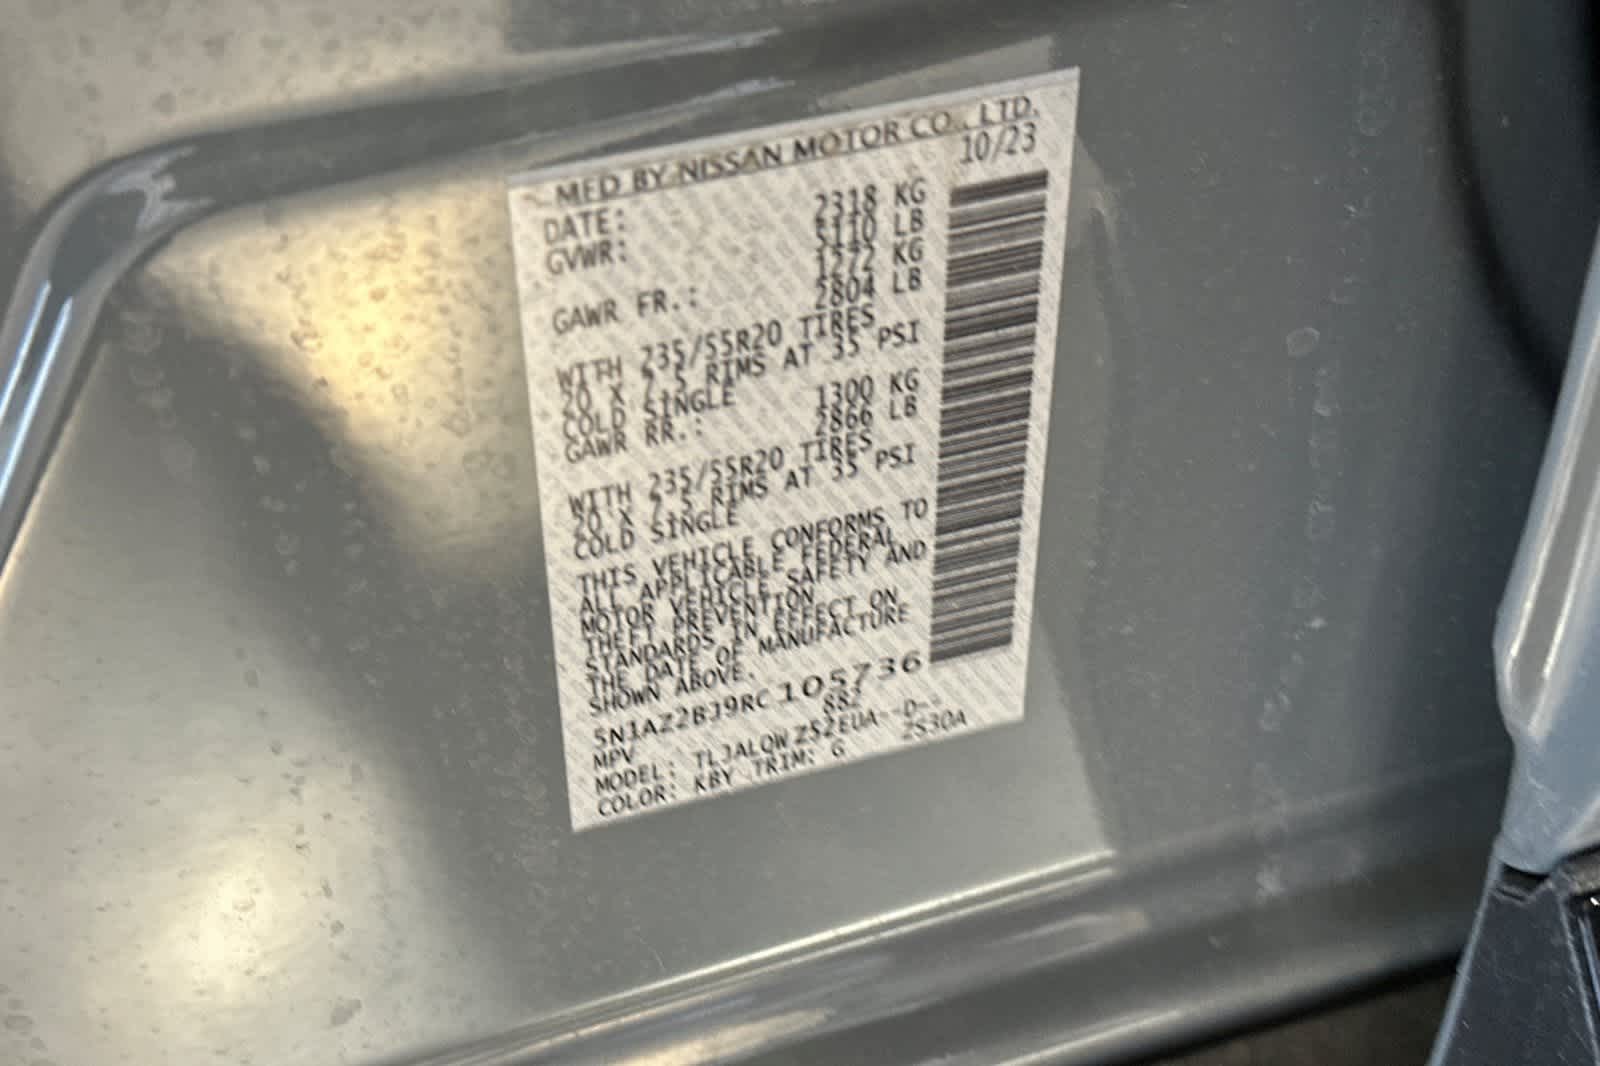 MFD BY NISSAN MOTOR CO., LTD.
DATE: 10/23
GVWR: 2318 KG
5110 LB
GAWR FR.: 1272 KG
2804 LB
WITH 235/55R20 TIRES
20 X 7.5 RIMS AT 35 PSI
COLD SINGLE
GAWR RR.: 1300 KG
2866 LB
WITH 235/55R20 TIRES
20 X 7.5 RIMS AT 35 PSI
COLD SINGLE
THIS VEHICLE CONFORMS TO
ALL APPLICABLE FEDERAL
MOTOR VEHICLE SAFETY AND
THEFT PREVENTION
STANDARDS IN EFFECT ON
THE DATE OF MANUFACTURE
SHOWN ABOVE.
5N1AZ2BJ9RC105736
MPV 882
MODEL: TLJALQWZ52EUA--D--
COLOR: KBY TRIM: G 2S30A